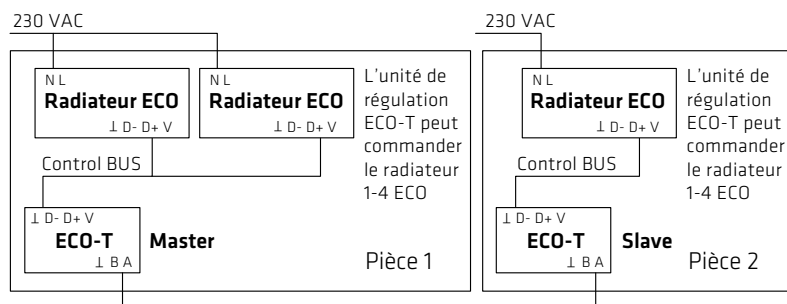 230 VAC
N L
Radiateur ECO
⊥ D- D+ V
N L
Radiateur ECO
⊥ D- D+ V
L'unité de
régulation
ECO-T peut
commander
le radiateur
1-4 ECO
Control BUS
⊥ D- D+ V
ECO-T
⊥ B A
Master
Pièce 1
230 VAC
N L
Radiateur ECO
⊥ D- D+ V
L'unité de
régulation
ECO-T peut
commander
le radiateur
1-4 ECO
Control BUS
⊥ D- D+ V
ECO-T
⊥ B A
Slave
Pièce 2